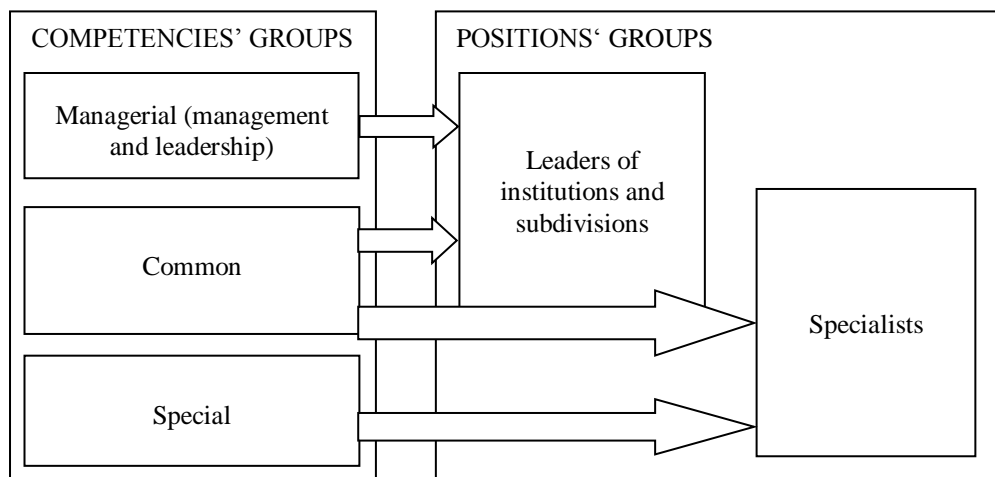 COMPETENCIES’ GROUPS
Managerial (management
and leadership)
Common
Special
POSITIONS‘ GROUPS
Leaders of
institutions and
subdivisions
Specialists